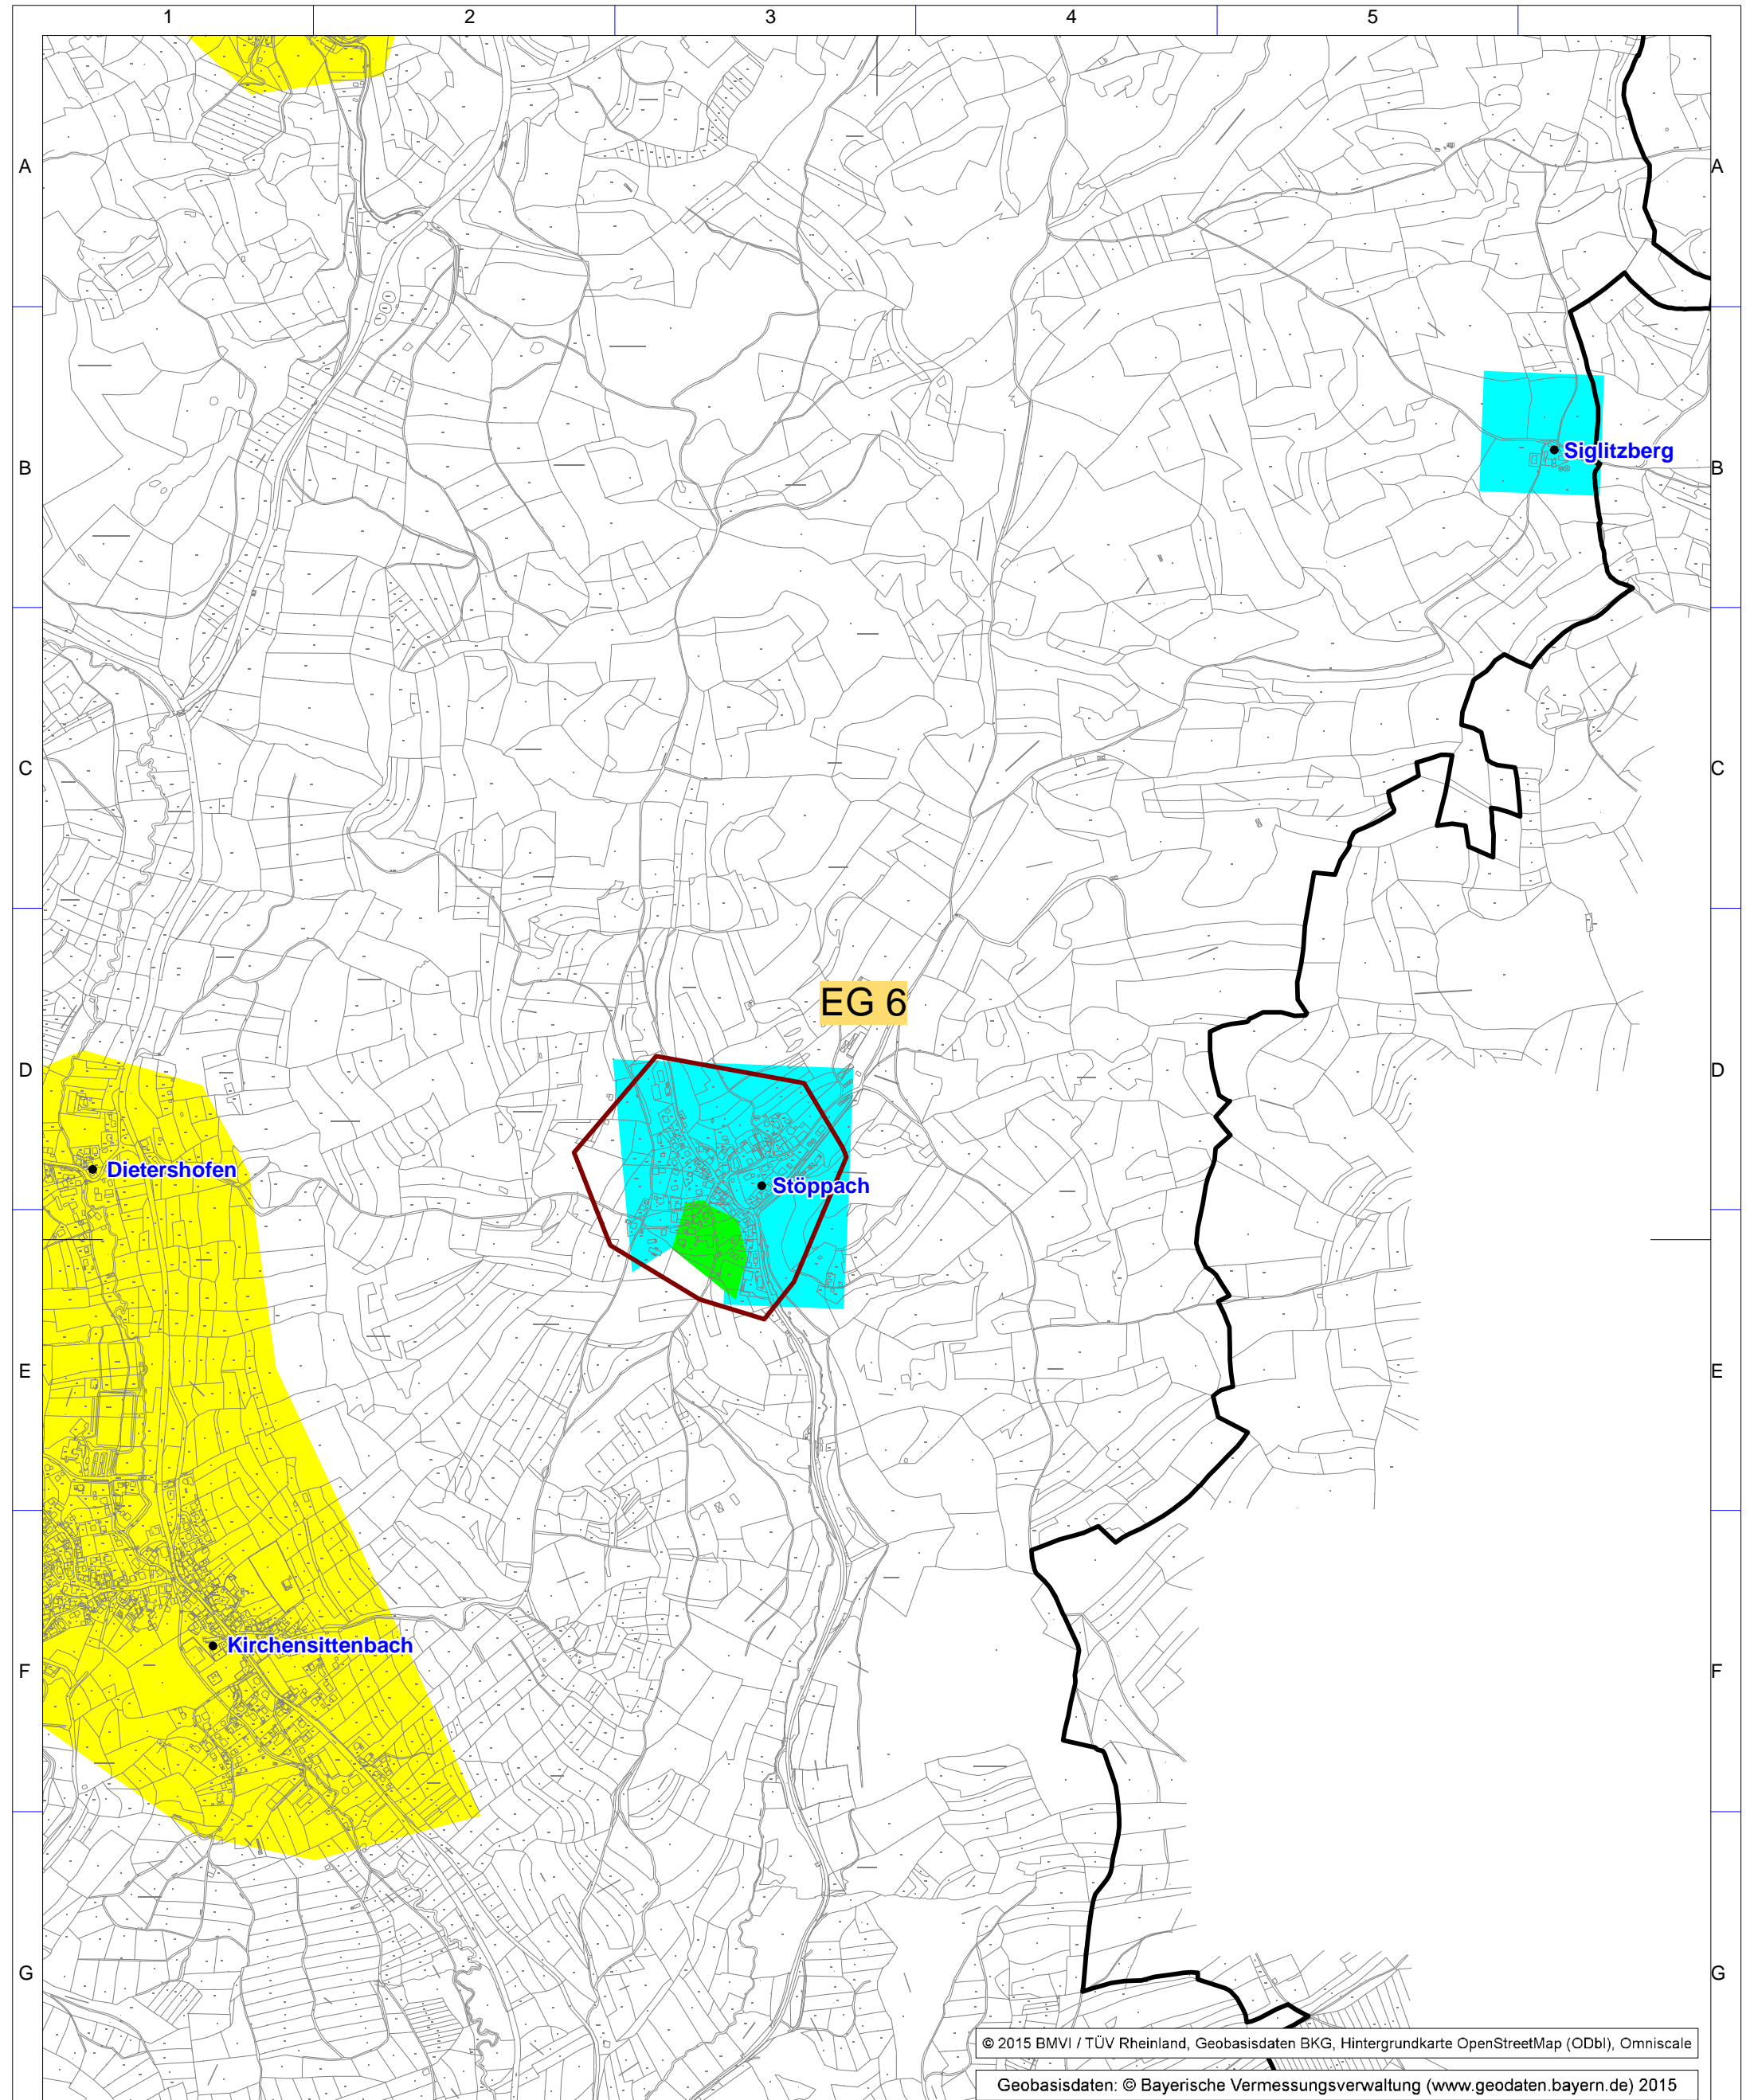 1 2 3 4 5
A A
Siglitzberg
B B
C C
EG 6
D D
Dietershofen
Stöppach
E E
Kirchensittenbach
F F
G G
© 2015 BMVI / TÜV Rheinland, Geobasisdaten BKG, Hintergrundkarte OpenStreetMap (ODbl), Omniscale
Geobasisdaten: © Bayerische Vermessungsverwaltung (www.geodaten.bayern.de) 2015